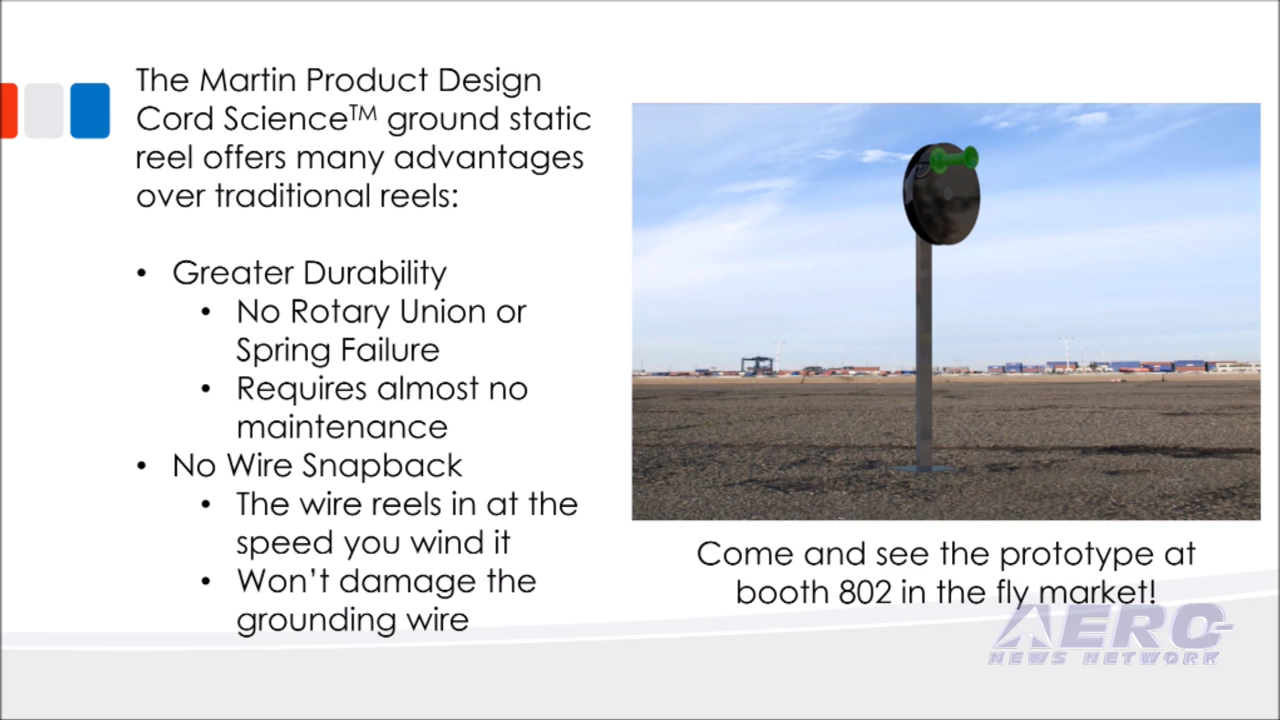 The Martin Product Design
Cord Science™ ground static
reel offers many advantages
over traditional reels:
• Greater Durability
• No Rotary Union or
Spring Failure
• Requires almost no
maintenance
• No Wire Snapback
• The wire reels in at the
speed you wind it
• Won't damage the
grounding wire
Come and see the prototype at
booth 802 in the fly market!
AERO
NEWS NETWORK